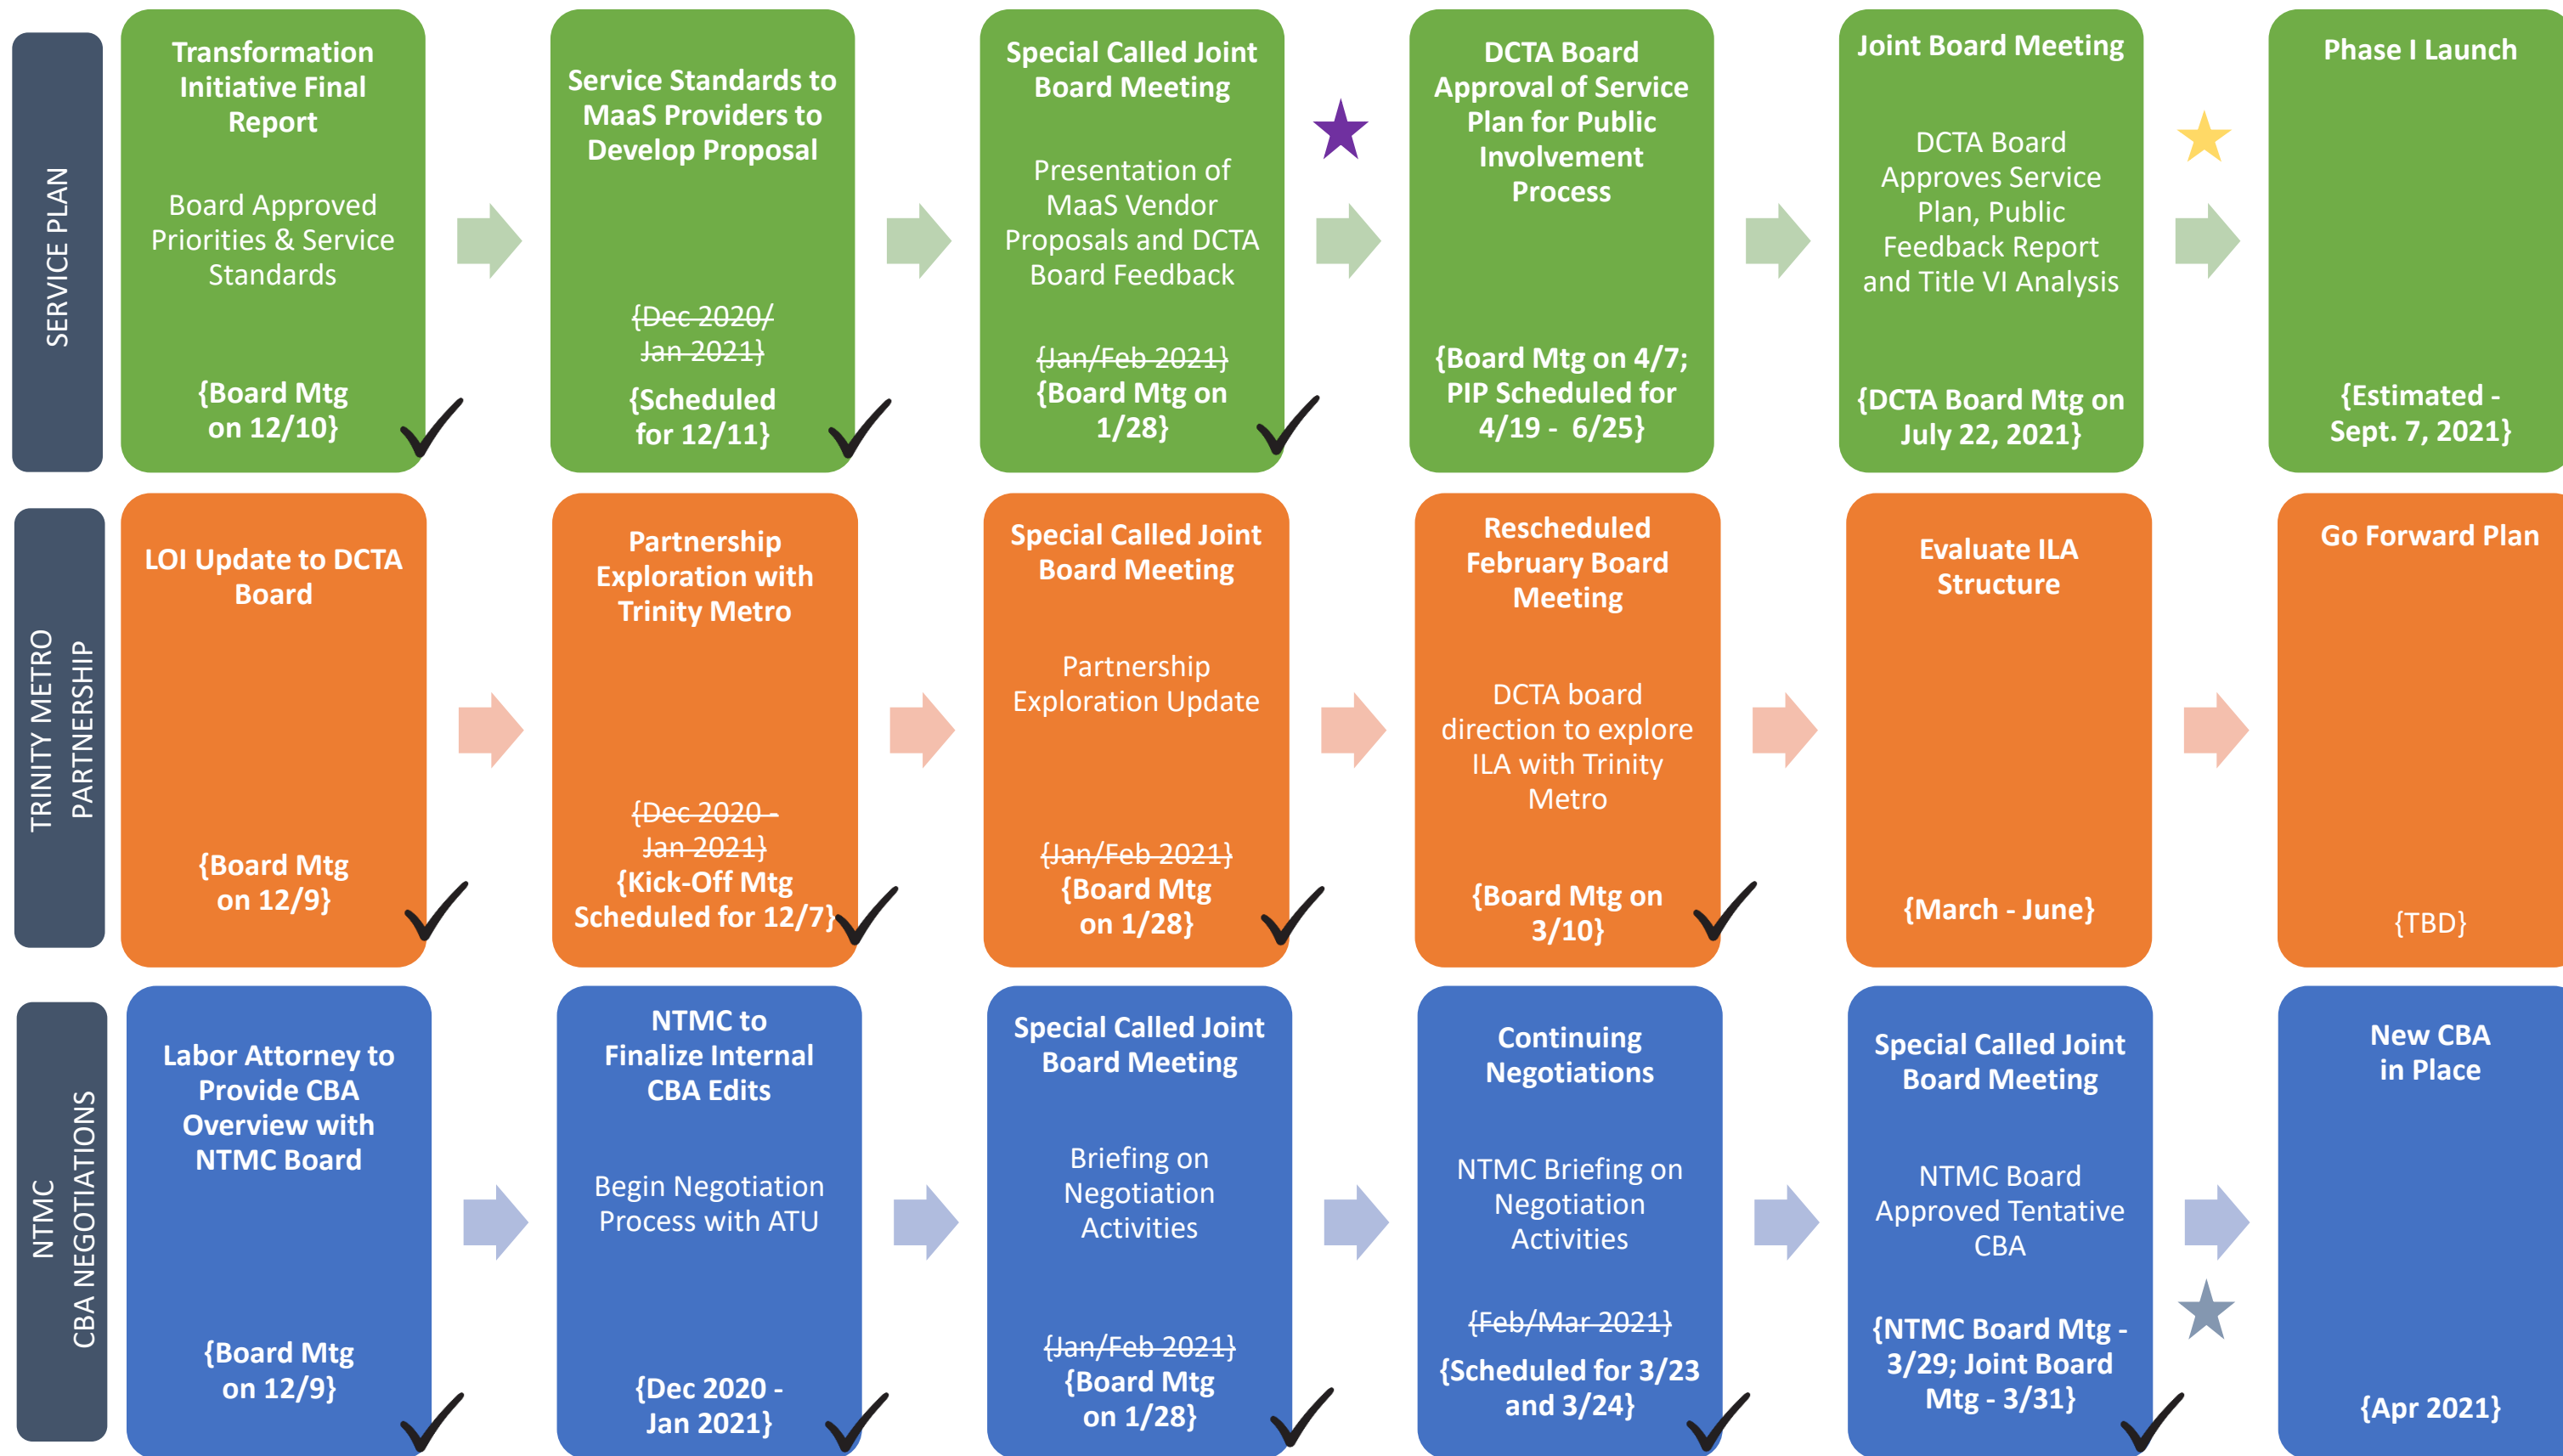 SERVICE PLAN
Transformation
Initiative Final
Report
Board Approved
Priorities & Service
Standards
{Board Mtg
on 12/10}
Service Standards to
MaaS Providers to
Develop Proposal
{Dec 2020/
Jan 2021}
{Scheduled
for 12/11}
Special Called Joint
Board Meeting
Presentation of
MaaS Vendor
Proposals and DCTA
Board Feedback
{Jan/Feb 2021}
{Board Mtg on
1/28}
DCTA Board
Approval of Service
Plan for Public
Involvement
Process
{Board Mtg on 4/7;
PIP Scheduled for
4/19 - 6/25}
Joint Board Meeting
DCTA Board
Approves Service
Plan, Public
Feedback Report
and Title VI Analysis
{DCTA Board Mtg on
July 22, 2021}
Phase I Launch
{Estimated -
Sept. 7, 2021}
TRINITY METRO
PARTNERSHIP
LOI Update to DCTA
Board
{Board Mtg
on 12/9}
Partnership
Exploration with
Trinity Metro
{Dec 2020 -
Jan 2021}
{Kick-Off Mtg
Scheduled for 12/7}
Special Called Joint
Board Meeting
Partnership
Exploration Update
{Jan/Feb 2021}
{Board Mtg
on 1/28}
Rescheduled
February Board
Meeting
DCTA board
direction to explore
ILA with Trinity
Metro
{Board Mtg on
3/10}
Evaluate ILA
Structure
{March - June}
Go Forward Plan
{TBD}
NTMC
CBA NEGOTIATIONS
Labor Attorney to
Provide CBA
Overview with
NTMC Board
{Board Mtg
on 12/9}
NTMC to
Finalize Internal
CBA Edits
Begin Negotiation
Process with ATU
{Dec 2020 -
Jan 2021}
Special Called Joint
Board Meeting
Briefing on
Negotiation
Activities
{Jan/Feb 2021}
{Board Mtg
on 1/28}
Continuing
Negotiations
NTMC Briefing on
Negotiation
Activities
{Feb/Mar 2021}
{Scheduled for 3/23
and 3/24}
Special Called Joint
Board Meeting
NTMC Board
Approved Tentative
CBA
{NTMC Board Mtg -
3/29; Joint Board
Mtg - 3/31}
New CBA
in Place
{Apr 2021}